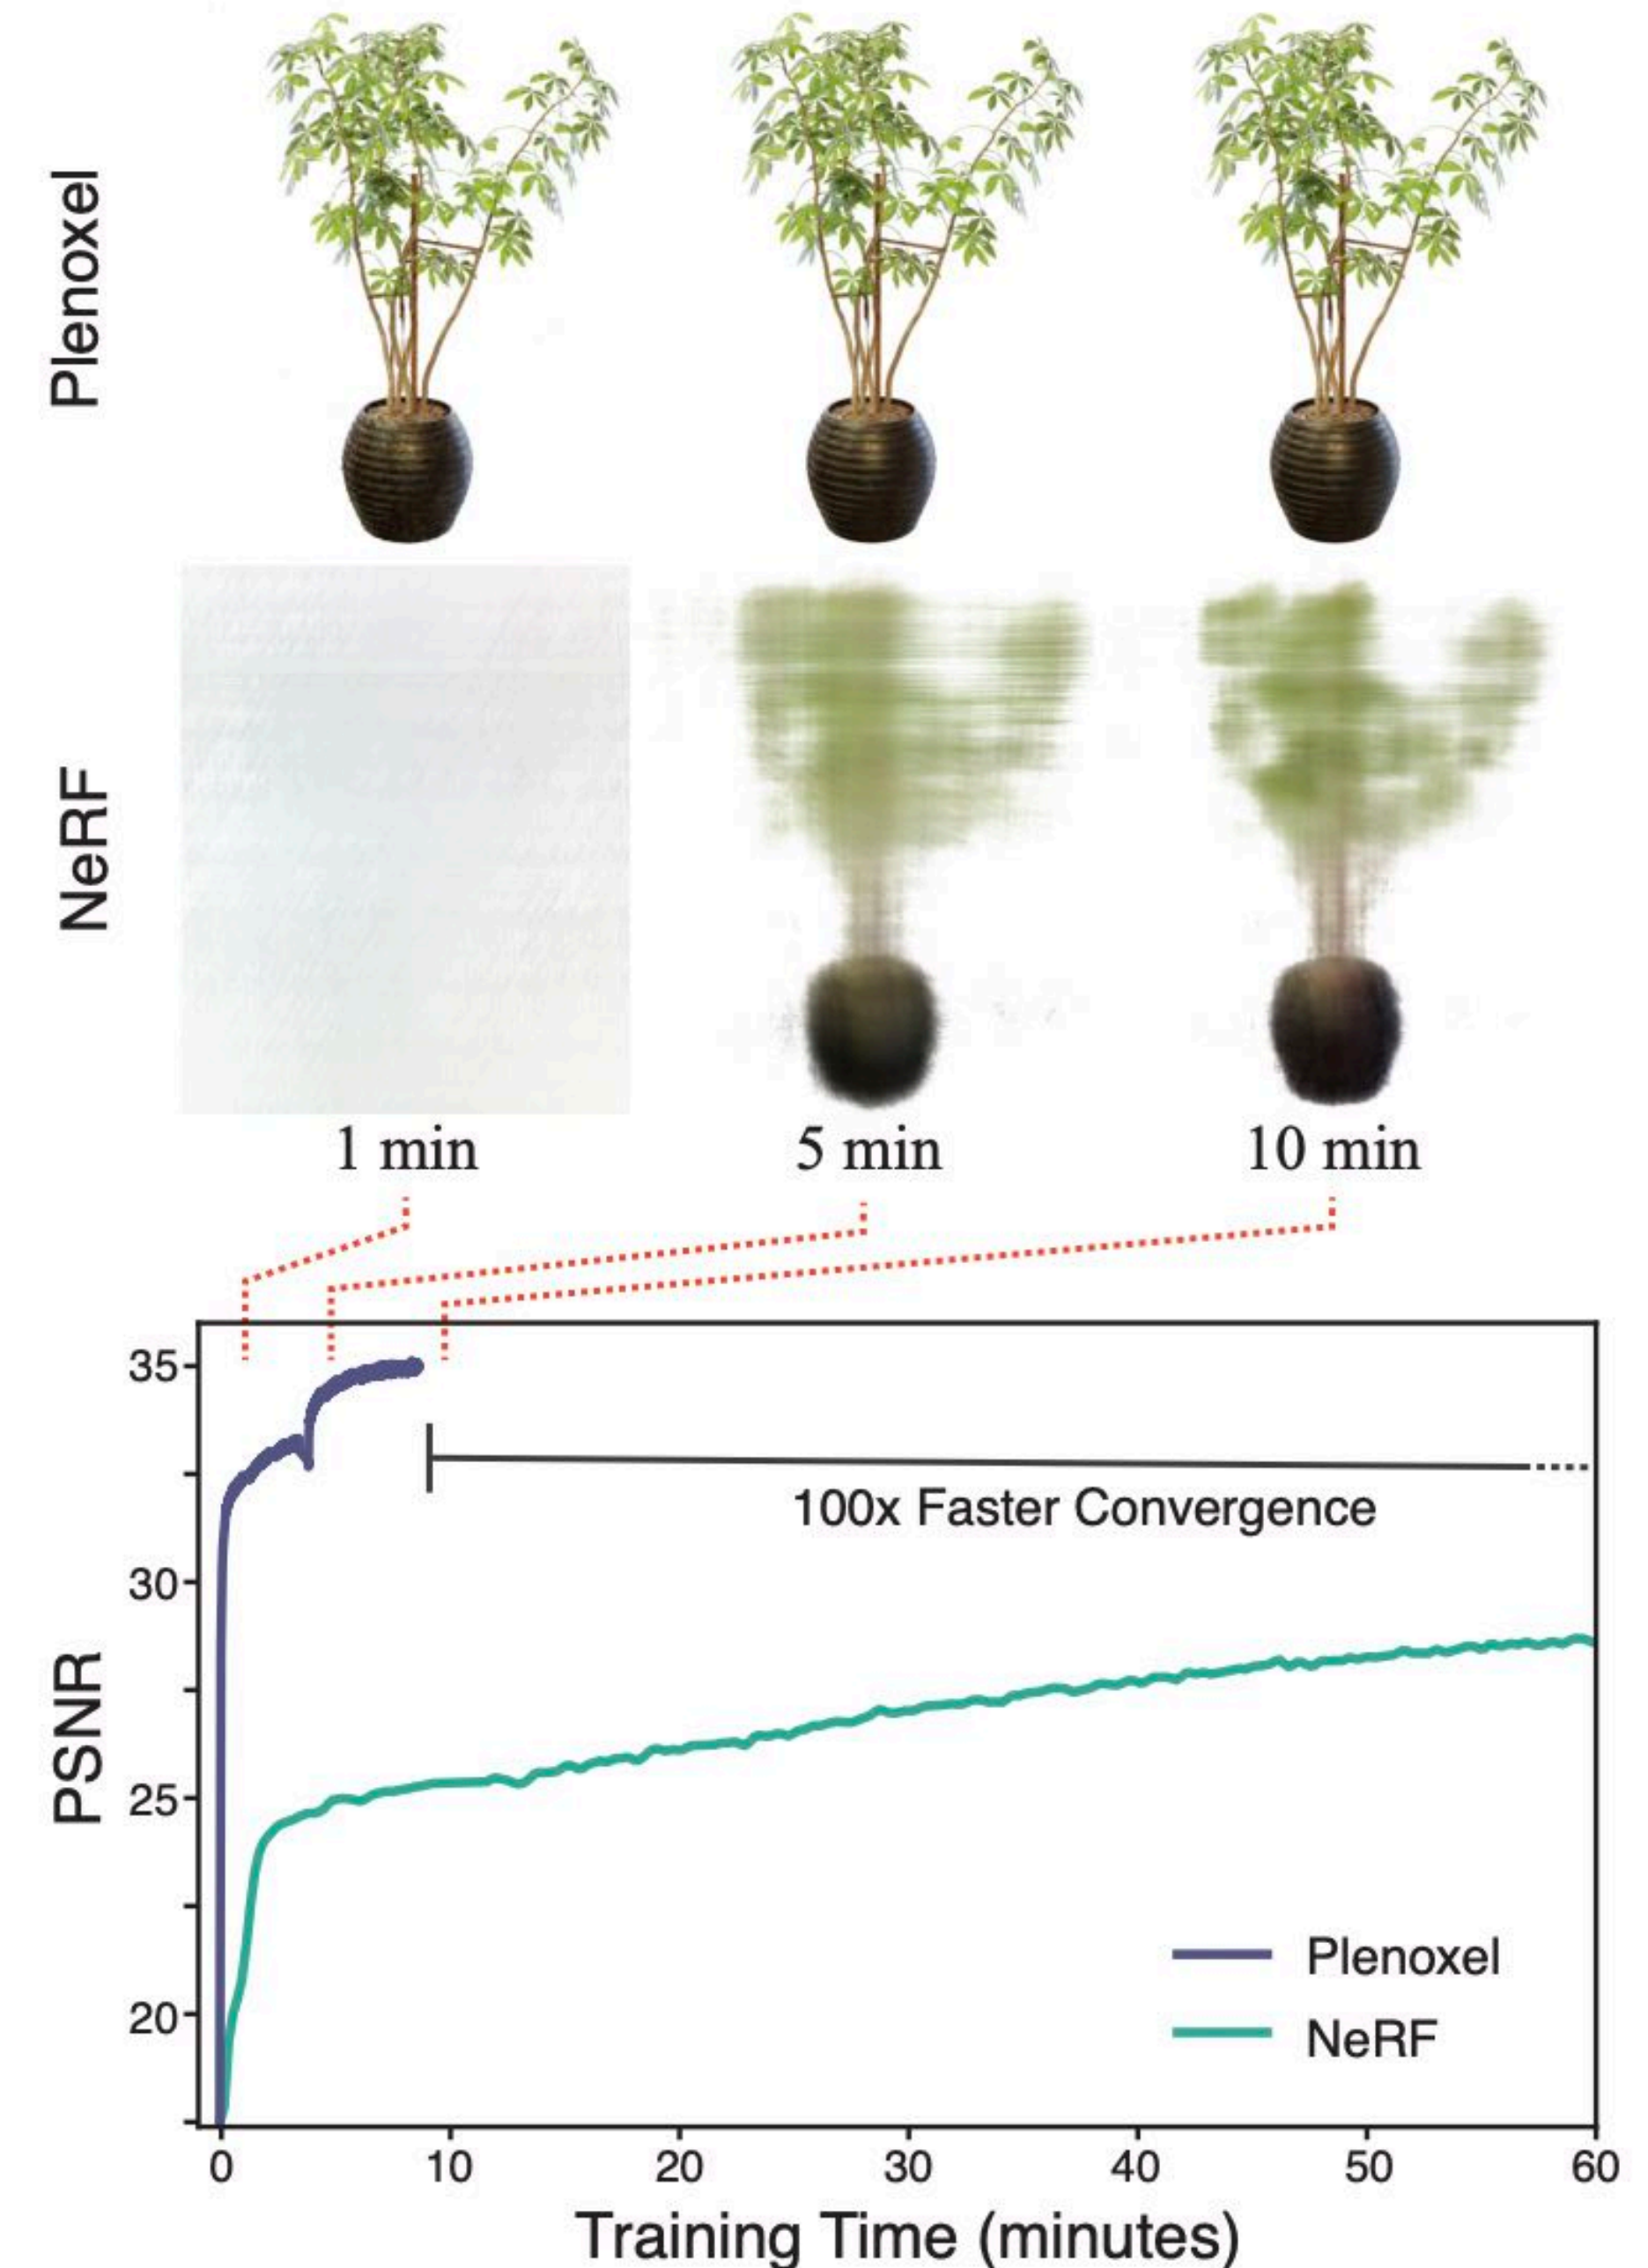 Plenoxel
NeRF
1 min
5 min
10 min
35
30
25
20
PSNR
100x Faster Convergence
Plenoxel
NeRF
0
10
20
30
40
50
60
Training Time (minutes)